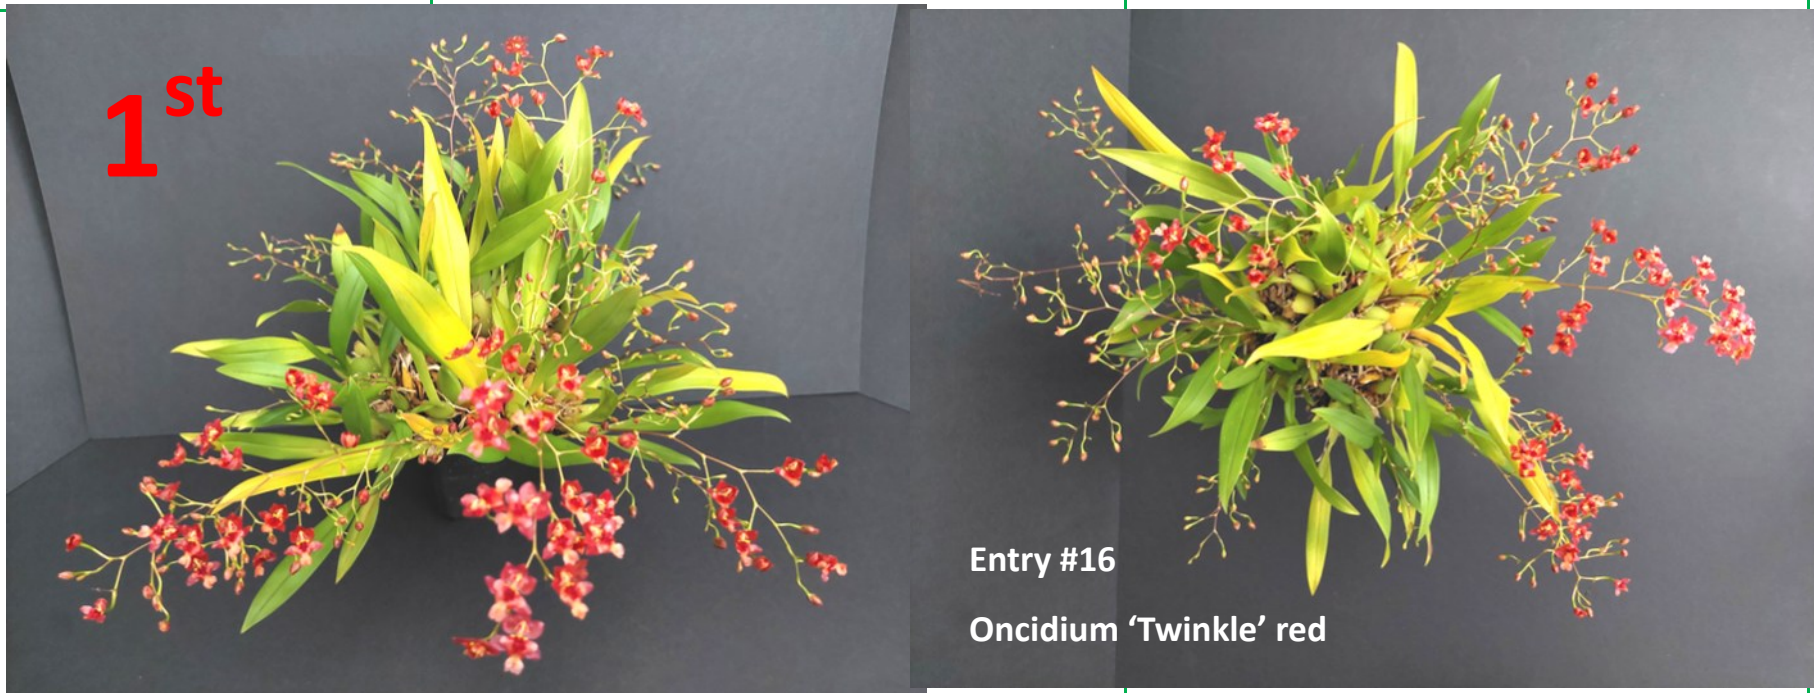 1st
Entry #16
Oncidium ‘Twinkle’ red